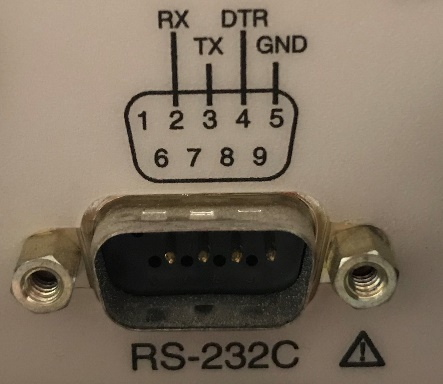 RX DTR
TX GND
1 2 3 4 5
6 7 8 9
RS-232C